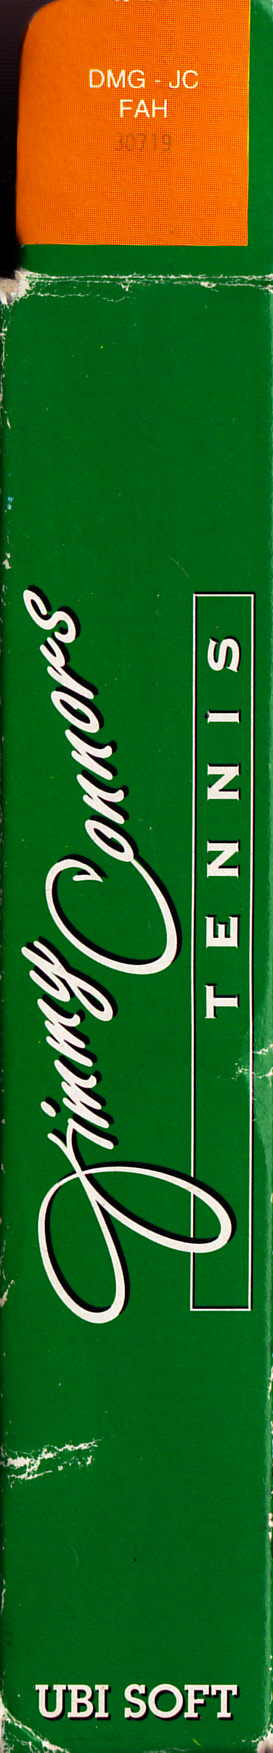 DMG - JC
FAH
30719
Jimmy Connors
TENNIS
UBI SOFT